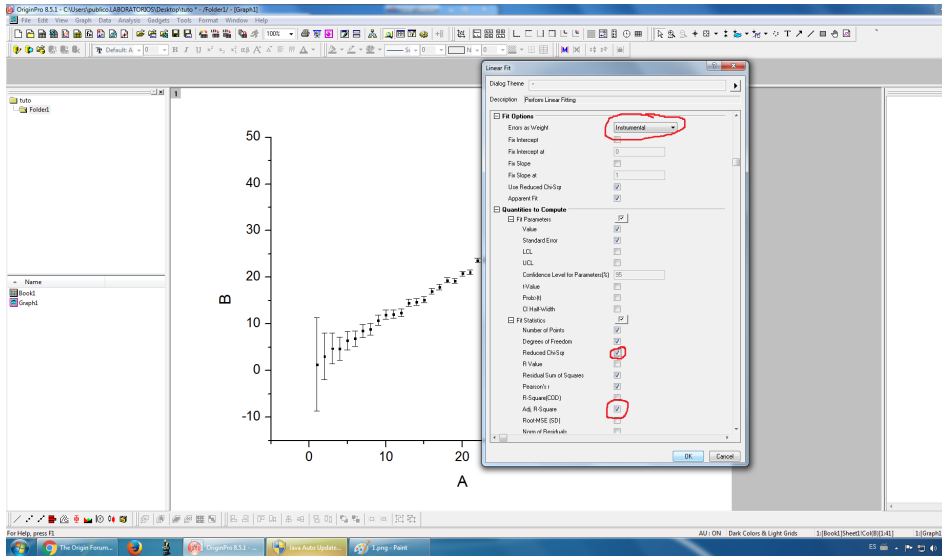 OriginPro 8.5.1 - C:\Users\publico.LABORATORIOS\Desktop\tuto * - /Folder1/ - [Graph1]
File Edit View Graph Data Analysis Gadgets Tools Format Window Help
100%
Default: A 0 B I U
0 N 0
tuto
Folder1
1
Name
Book1
Graph1
50
40
30
20
10
0
-10
B
0
10
20
A
Linear Fit
Dialog Theme *
Description Perform Linear Fitting
Fit Options
Errors as Weight Instrumental
Fix Intercept
Fix Intercept at 0
Fix Slope
Fix Slope at 1
Use Reduced Chi-Sqr
Apparent Fit
Quantities to Compute
Fit Parameters
Value
Standard Error
LCL
UCL
Confidence Level for Parameters(%) 95
t-Value
Prob>|t|
CI Half-Width
Fit Statistics
Number of Points
Degrees of Freedom
Reduced Chi-Sqr
R Value
Residual Sum of Squares
Pearson's r
R-Square(COD)
Adj. R-Square
Root-MSE (SD)
Norm of Residuals
OK Cancel
For Help, press F1
AU : ON Dark Colors & Light Grids 1:[Book1]Sheet1!Col(B)[1:41] 1:[Graph1
The Origin Forum... OriginPro 8.5.1 - ... Java Auto Update... 1.png - Paint
ES